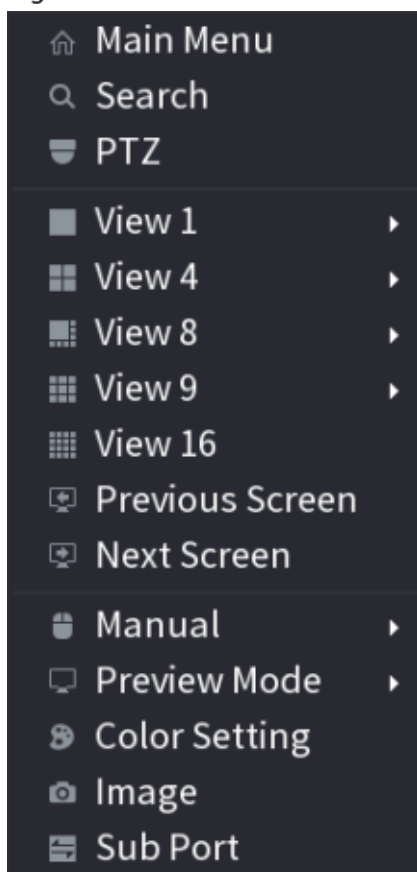 Main Menu
Search
PTZ
View 1
View 4
View 8
View 9
View 16
Previous Screen
Next Screen
Manual
Preview Mode
Color Setting
Image
Sub Port